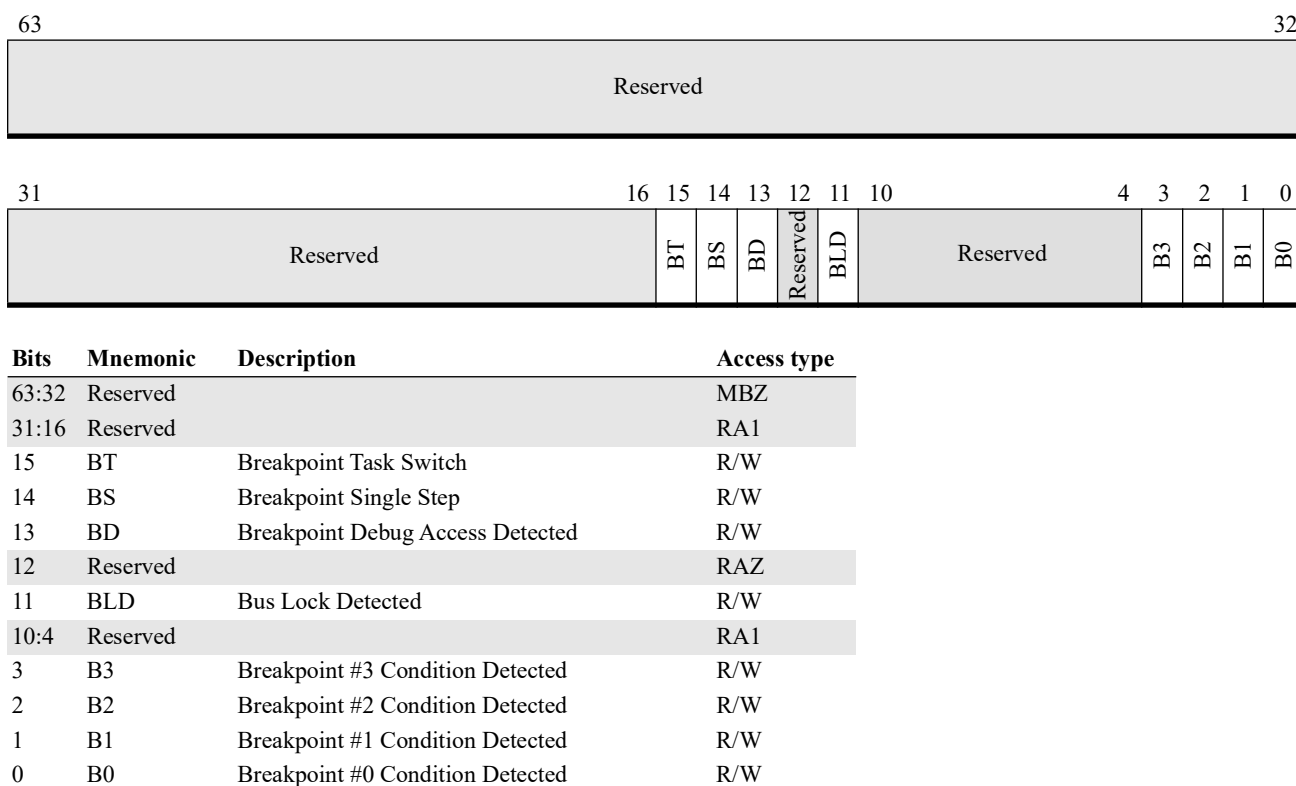 63 32
Reserved
31 16 15 14 13 12 11 10 4 3 2 1 0
Reserved BT BS BD Reserved BLD Reserved B3 B2 B1 B0
Bits Mnemonic Description Access type
63:32 Reserved MBZ
31:16 Reserved RA1
15 BT Breakpoint Task Switch R/W
14 BS Breakpoint Single Step R/W
13 BD Breakpoint Debug Access Detected R/W
12 Reserved RAZ
11 BLD Bus Lock Detected R/W
10:4 Reserved RA1
3 B3 Breakpoint #3 Condition Detected R/W
2 B2 Breakpoint #2 Condition Detected R/W
1 B1 Breakpoint #1 Condition Detected R/W
0 B0 Breakpoint #0 Condition Detected R/W